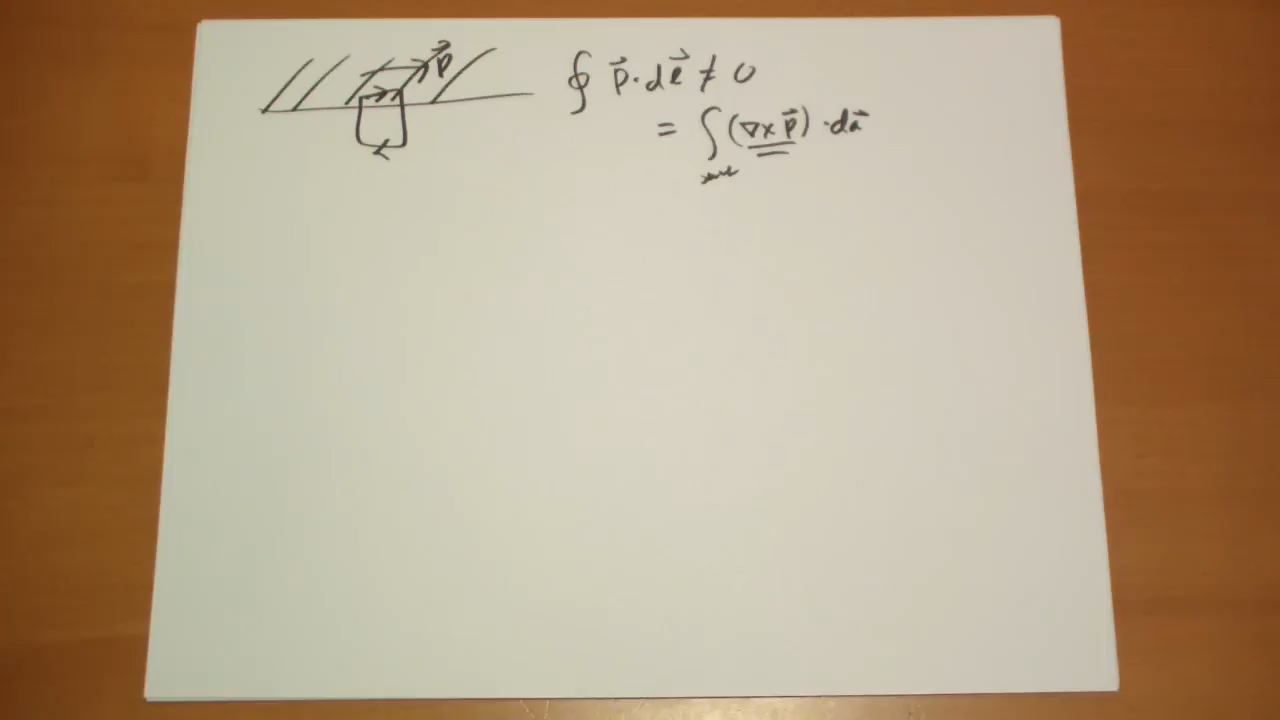 p⃗
∮ p⃗ · dl⃗ ≠ 0
= ∫ (∇ × p⃗) · da⃗